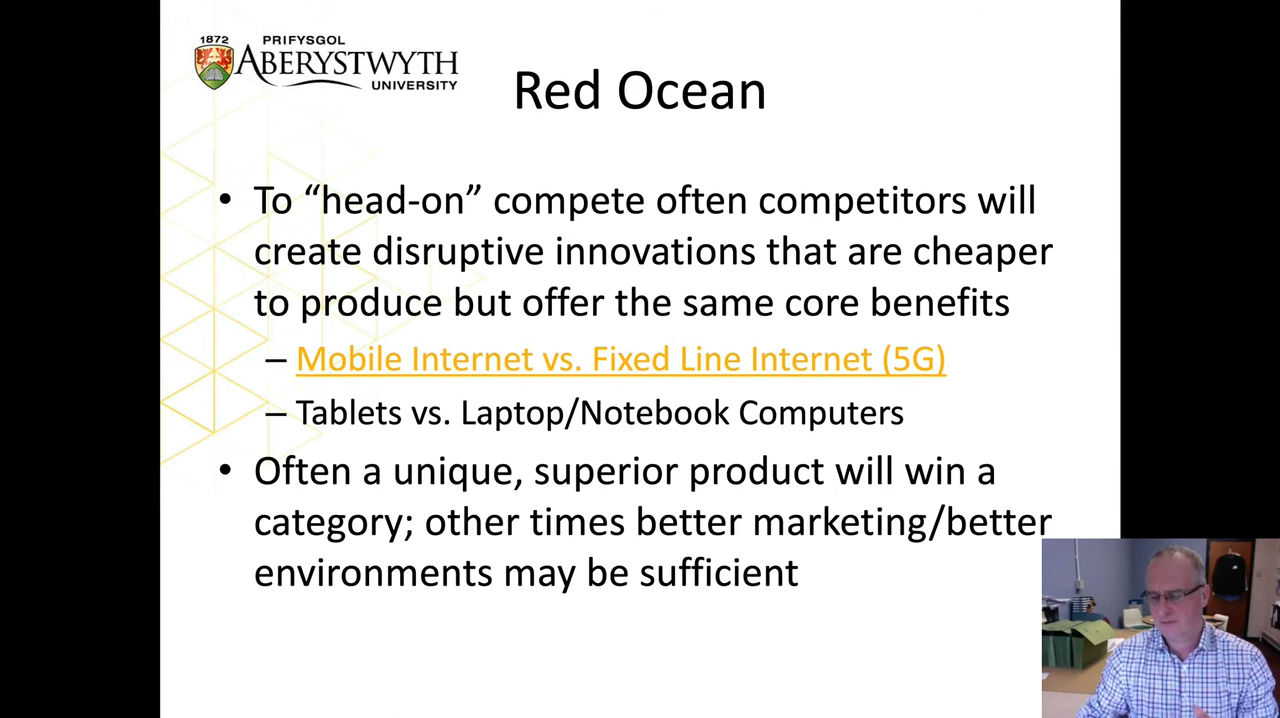 1872
PRIFYSGOL
ABERYSTWYTH
UNIVERSITY
Red Ocean
• To “head-on” compete often competitors will
create disruptive innovations that are cheaper
to produce but offer the same core benefits
– Mobile Internet vs. Fixed Line Internet (5G)
– Tablets vs. Laptop/Notebook Computers
• Often a unique, superior product will win a
category; other times better marketing/better
environments may be sufficient